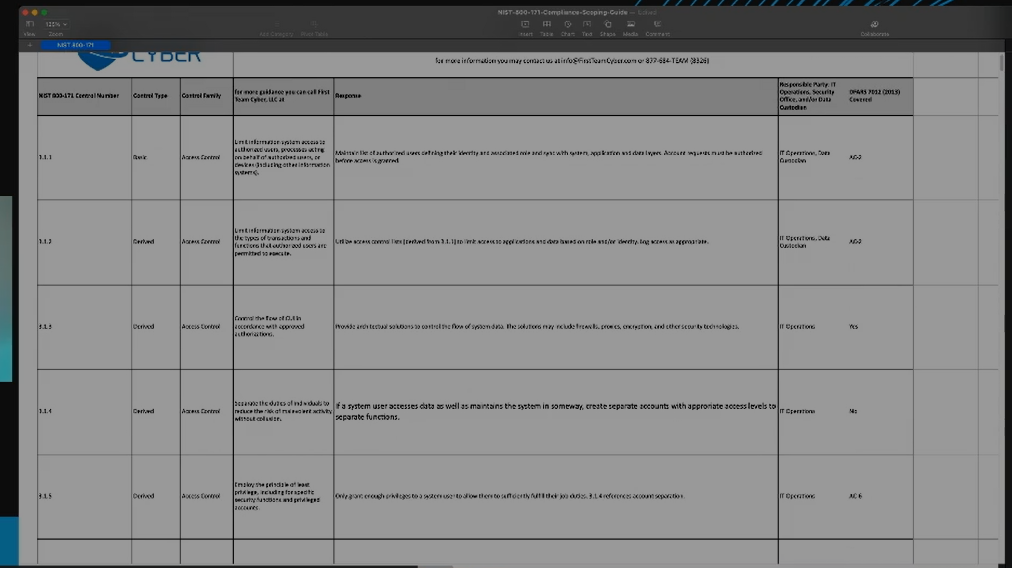 NIST-800-171-Compliance-Scoping-Guide
125%
View
Zoom
Add Category
Pivot Table
Insert
Table
Chart
Text
Shape
Media
Comment
Collaborate
NIST 800-171
CYBER
for more information you may contact us at info@FirstTeamCyber.com or 877-684-TEAM (8326)
NIST 800-171 Control Number
Control Type
Control Family
for more guidance you can call First
Team Cyber, LLC at
Response
Responsible Party: IT
Operations, Security
Office, and/or Data
Custodian
DFARS 7012 (2013)
Covered
3.1.1
Basic
Access Control
Limit information system access to
authorized users, processes acting
on behalf of authorized users, or
devices (including other information
systems).
Maintain list of authorized users defining their identity and associated role and sync with system, application and data layers. Account requests must be authorized
before access is granted.
IT Operations, Data
Custodian
AC-2
3.1.2
Derived
Access Control
Limit information system access to
the types of transactions and
functions that authorized users are
permitted to execute.
Utilize access control lists (derived from 3.1.1) to limit access to applications and data based on role and/or identity. Log access as appropriate.
IT Operations, Data
Custodian
AC-2
3.1.3
Derived
Access Control
Control the flow of CUI in
accordance with approved
authorizations.
Provide architectual solutions to control the flow of system data. The solutions may include firewalls, proxies, encryption, and other security technologies.
IT Operations
Yes
3.1.4
Derived
Access Control
Separate the duties of individuals to
reduce the risk of malevolent activity
without collusion.
If a system user accesses data as well as maintains the system in someway, create separate accounts with approriate access levels to
separate functions.
IT Operations
No
3.1.5
Derived
Access Control
Employ the principle of least
privilege, including for specific
security functions and privileged
accounts.
Only grant enough privileges to a system user to allow them to sufficiently fulfill their job duties. 3.1.4 references account separation.
IT Operations
AC-6